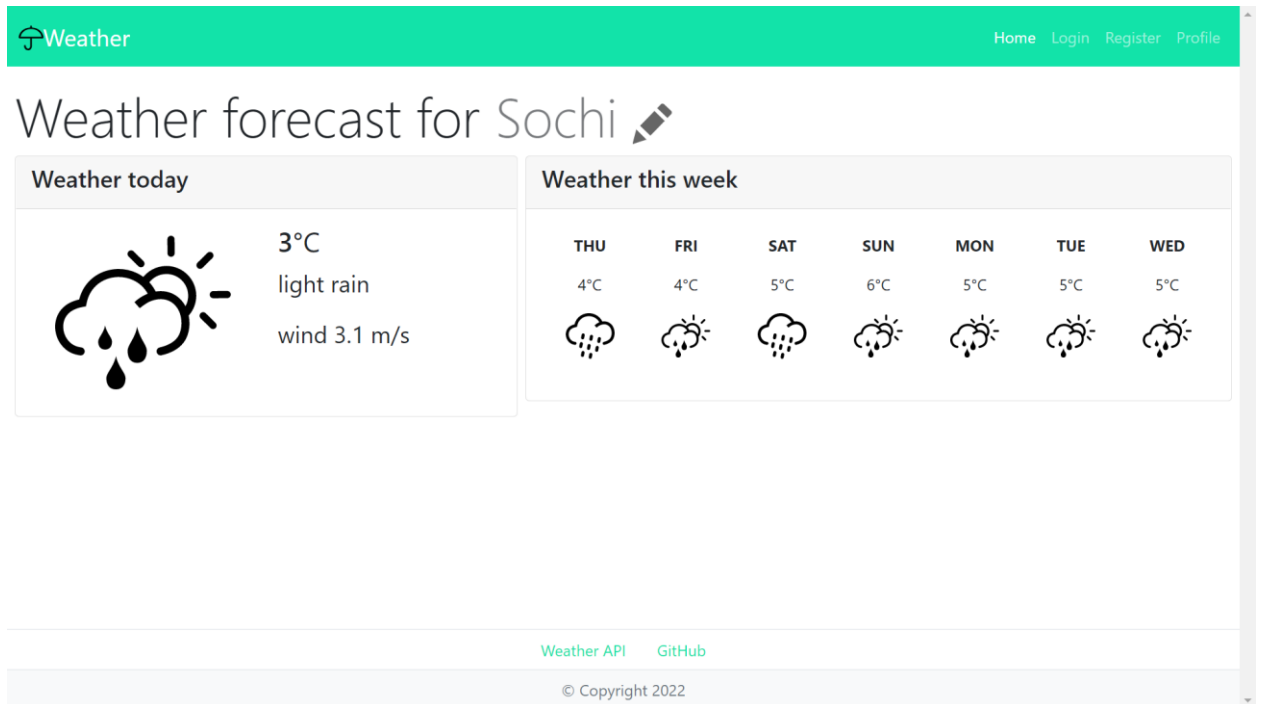 Weather
Home Login Register Profile
Weather forecast for Sochi
Weather today
3°C
light rain
wind 3.1 m/s
Weather this week
THU FRI SAT SUN MON TUE WED
4°C 4°C 5°C 6°C 5°C 5°C 5°C
Weather API GitHub
© Copyright 2022